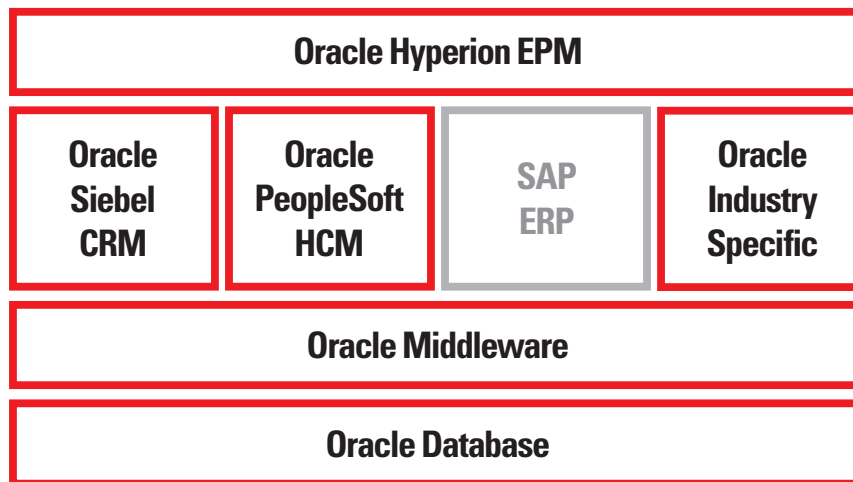 Oracle Hyperion EPM
Oracle
Siebel
CRM
Oracle
PeopleSoft
HCM
SAP
ERP
Oracle
Industry
Specific
Oracle Middleware
Oracle Database